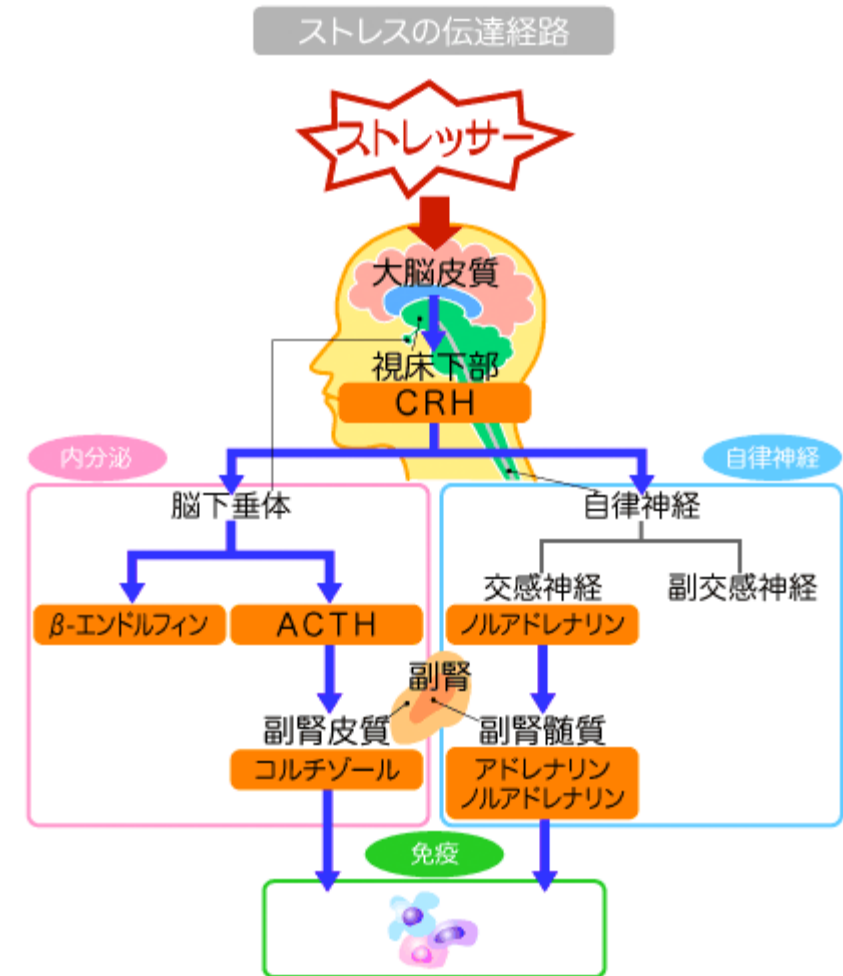 ストレスの伝達経路
ストレッサー
大脳皮質
視床下部
CRH
内分泌
自律神経
脳下垂体
自律神経
交感神経
副交感神経
β-エンドルフィン
ACTH
ノルアドレナリン
副腎
副腎皮質
副腎髄質
コルチゾール
アドレナリン
ノルアドレナリン
免疫